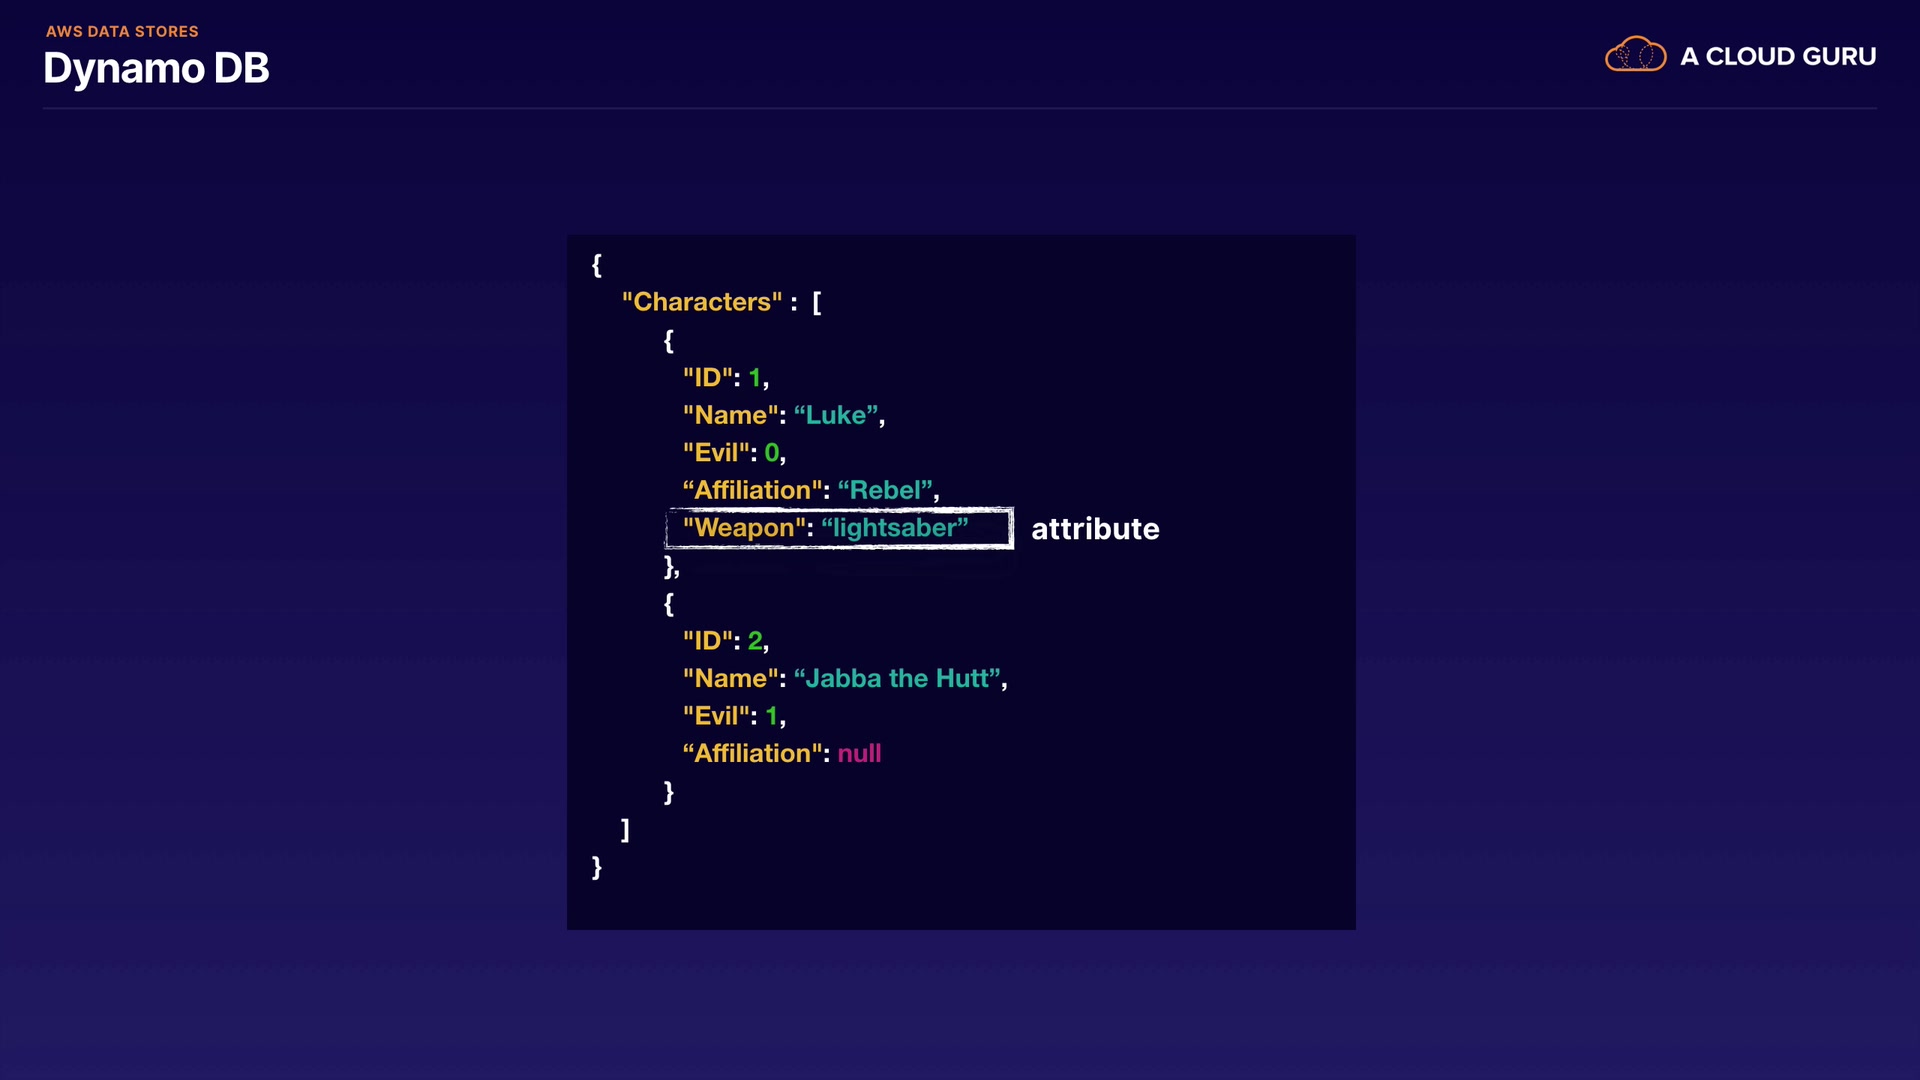 AWS DATA STORES
Dynamo DB
A CLOUD GURU
{
"Characters" : [
{
"ID": 1,
"Name": “Luke”,
"Evil": 0,
“Affiliation": “Rebel”,
"Weapon": “lightsaber” attribute
},
{
"ID": 2,
"Name": “Jabba the Hutt”,
"Evil": 1,
“Affiliation": null
}
]
}